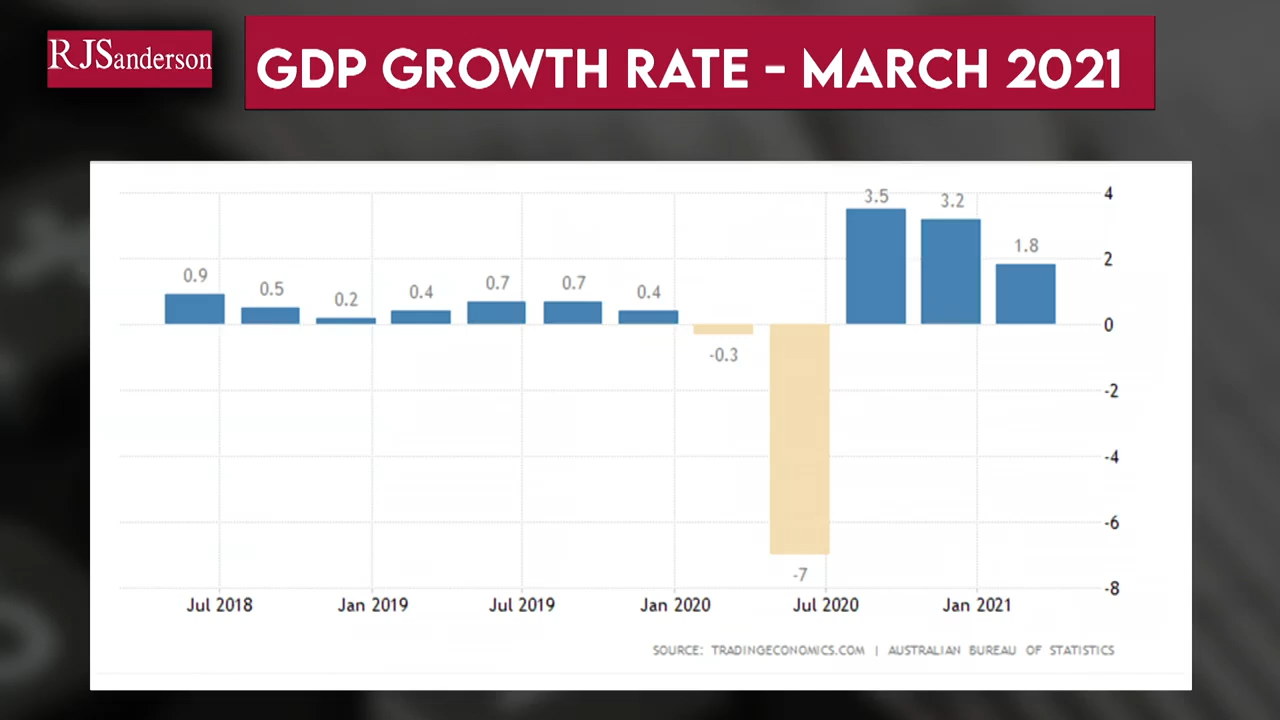 RJSanderson
GDP GROWTH RATE - MARCH 2021
4
3.5
3.2
2
1.8
0.9
0.5
0.2
0.4
0.7
0.7
0.4
0
-0.3
-2
-4
-6
-7
-8
Jul 2018
Jan 2019
Jul 2019
Jan 2020
Jul 2020
Jan 2021
SOURCE: TRADINGECONOMICS.COM | AUSTRALIAN BUREAU OF STATISTICS